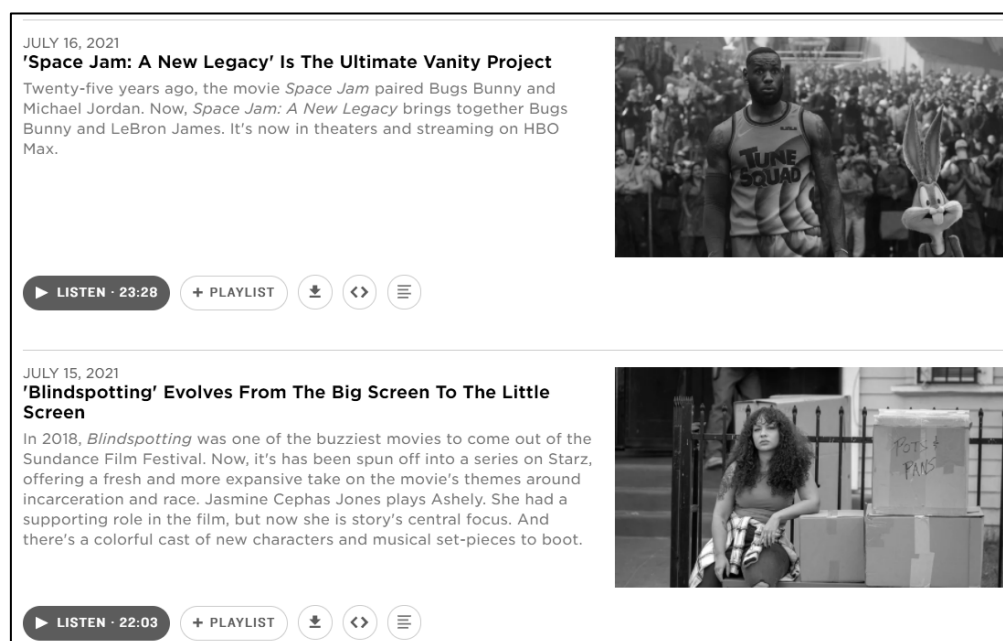 JULY 16, 2021
'Space Jam: A New Legacy' Is The Ultimate Vanity Project
Twenty-five years ago, the movie Space Jam paired Bugs Bunny and
Michael Jordan. Now, Space Jam: A New Legacy brings together Bugs
Bunny and LeBron James. It's now in theaters and streaming on HBO
Max.
TUNE
SQUAD
LISTEN · 23:28
+ PLAYLIST
JULY 15, 2021
'Blindspotting' Evolves From The Big Screen To The Little
Screen
In 2018, Blindspotting was one of the buzziest movies to come out of the
Sundance Film Festival. Now, it's has been spun off into a series on Starz,
offering a fresh and more expansive take on the movie's themes around
incarceration and race. Jasmine Cephas Jones plays Ashely. She had a
supporting role in the film, but now she is story's central focus. And
there's a colorful cast of new characters and musical set-pieces to boot.
POTS &
PANS
LISTEN · 22:03
+ PLAYLIST